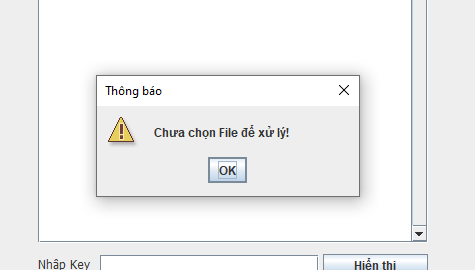 Thông báo
Chưa chọn File để xử lý!
OK
Nhập Key
Hiển thị